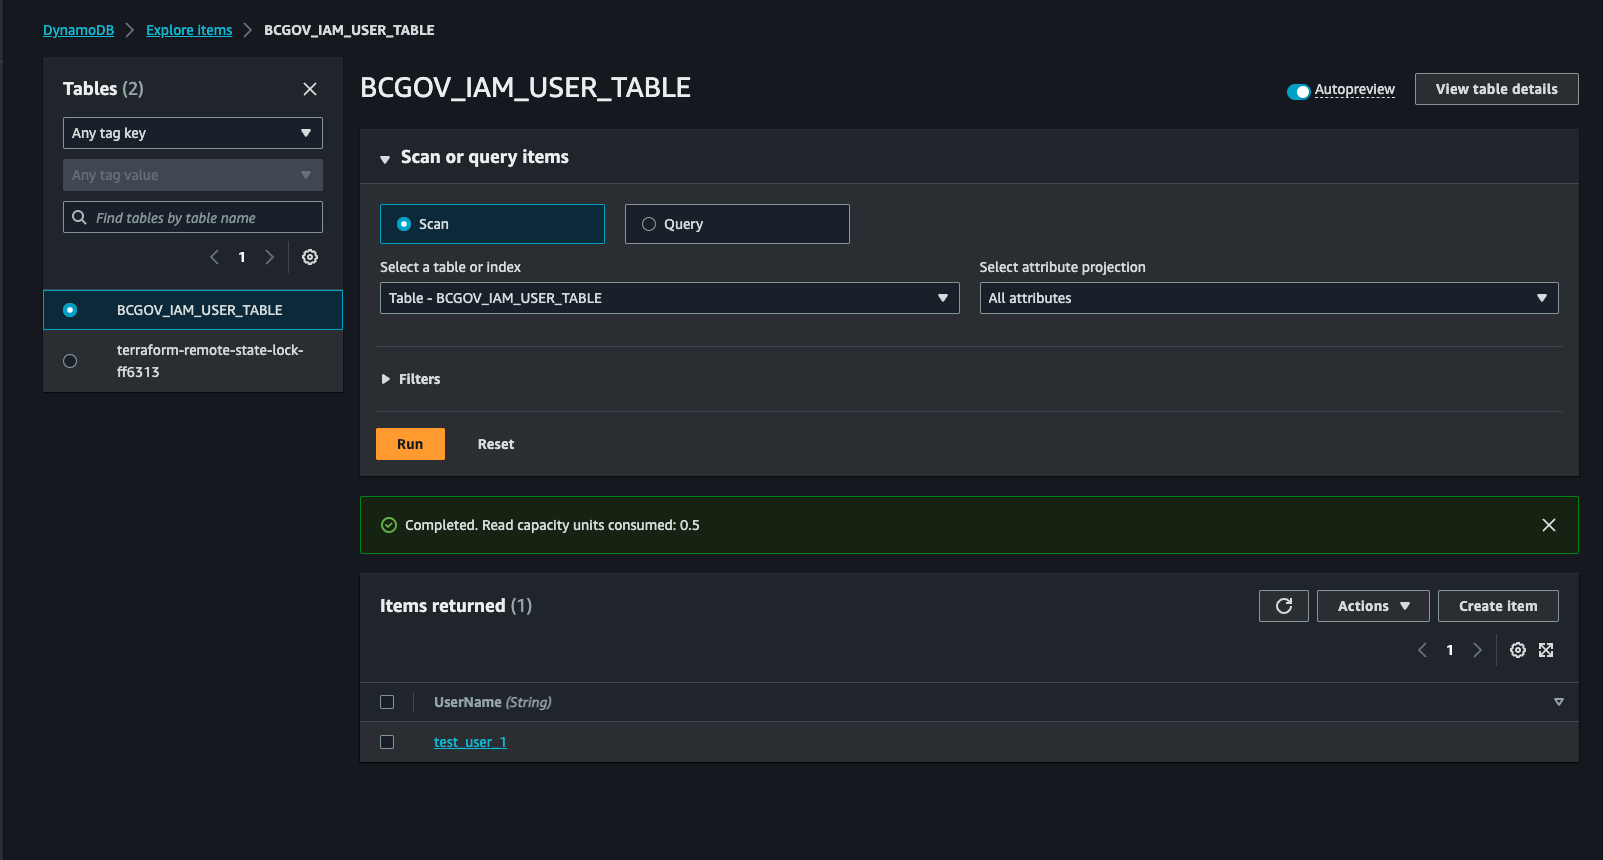 DynamoDB > Explore items > BCGOV_IAM_USER_TABLE
Tables (2)
Any tag key
Any tag value
Find tables by table name
1
BCGOV_IAM_USER_TABLE
terraform-remote-state-lock-
ff6313
BCGOV_IAM_USER_TABLE
Autopreview
View table details
Scan or query items
Scan
Query
Select a table or index
Table - BCGOV_IAM_USER_TABLE
Select attribute projection
All attributes
Filters
Run
Reset
Completed. Read capacity units consumed: 0.5
Items returned (1)
Actions
Create item
1
UserName (String)
test_user_1